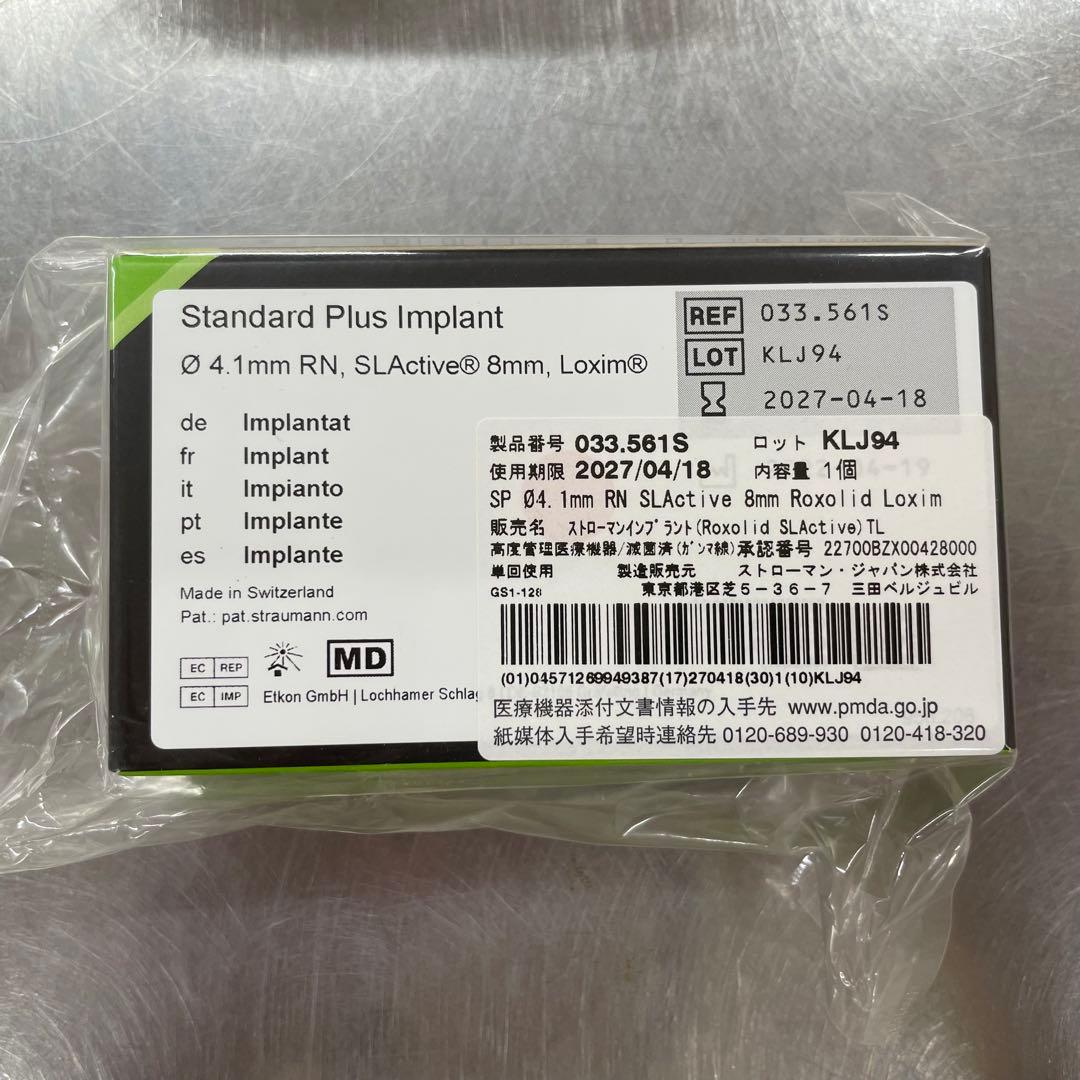 Standard Plus Implant
Ø 4.1mm RN, SLActive® 8mm, Loxim®
de Implantat
fr Implant
it Impianto
pt Implante
es Implante
Made in Switzerland
Pat.: pat.straumann.com
EC REP
MD
EC IMP
Etkon GmbH | Lochhamer Schlag
REF 033.561S
LOT KLJ94
2027-04-18
製品番号 033.561S ロット KLJ94
使用期限 2027/04/18 内容量 1個
SP Ø4.1mm RN SLActive 8mm Roxolid Loxim
販売名 ストローマンインプラント(Roxolid SLActive)TL
高度管理医療機器/滅菌済(ガンマ線)承認番号 22700BZX00428000
単回使用 製造販売元 ストローマン・ジャパン株式会社
GS1-128 東京都港区芝5-36-7 三田ベルジュビル
(01)04571269949387(17)270418(30)1(10)KLJ94
医療機器添付文書情報の入手先 www.pmda.go.jp
紙媒体入手希望時連絡先 0120-689-930 0120-418-320